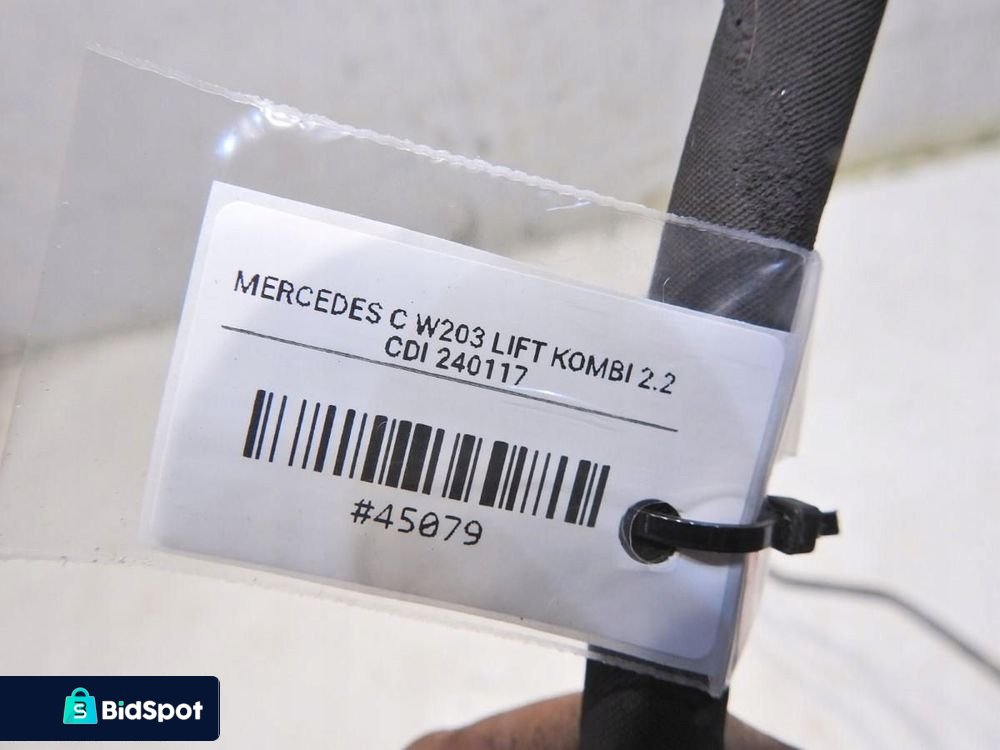 MERCEDES C W203 LIFT KOMBI 2.2
CDI 240117
#45079
BidSpot